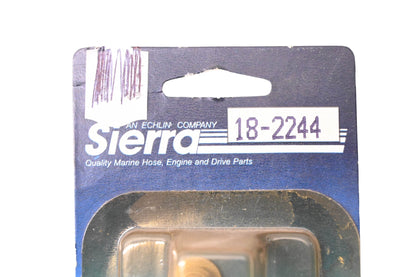 AN ECHLIN COMPANY
Sierra
18-2244
Quality Marine Hose, Engine and Drive Parts